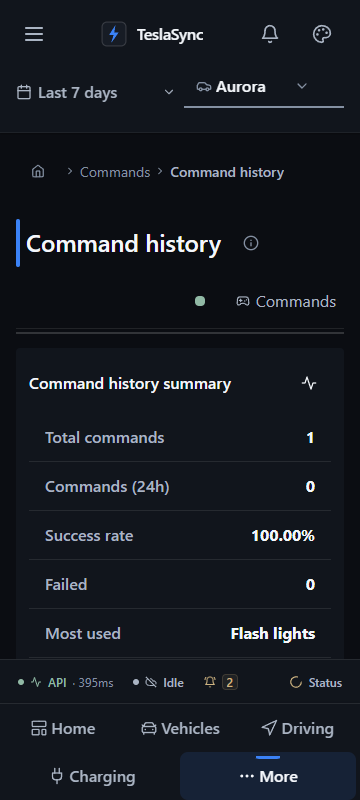 TeslaSync
Last 7 days
Aurora
Commands
Command history
Command history
Commands
Command history summary
Total commands 1
Commands (24h) 0
Success rate 100.00%
Failed 0
Most used Flash lights
API · 395ms Idle 2 Status
Home Vehicles Driving
Charging More